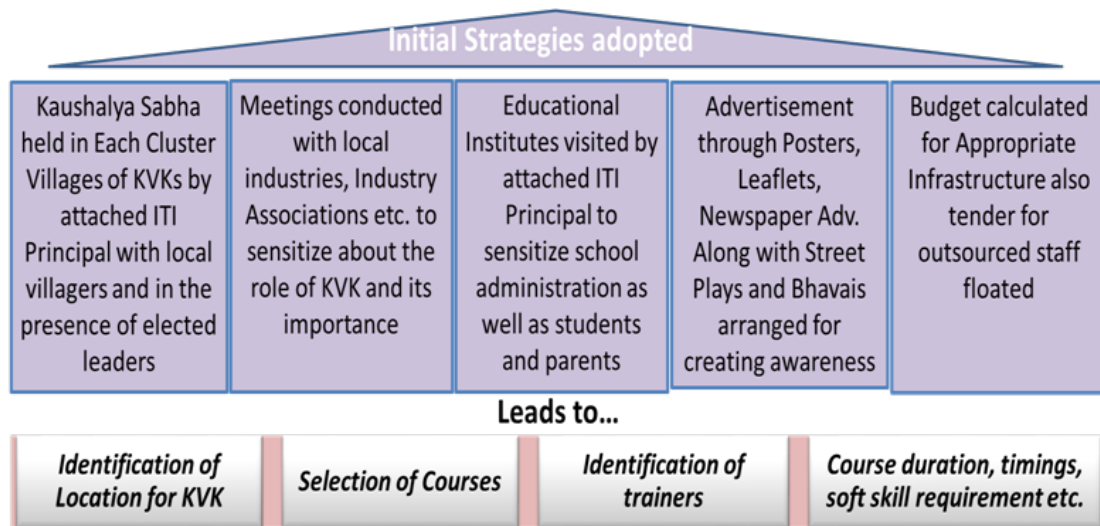 Initial Strategies adopted
Kaushalya Sabha
held in Each Cluster
Villages of KVKs by
attached ITI
Principal with local
villagers and in the
presence of elected
leaders
Meetings conducted
with local
industries, Industry
Associations etc. to
sensitize about the
role of KVK and its
importance
Educational
Institutes visited by
attached ITI
Principal to
sensitize school
administration as
well as students
and parents
Advertisement
through Posters,
Leaflets,
Newspaper Adv.
Along with Street
Plays and Bhavais
arranged for
creating awareness
Budget calculated
for Appropriate
Infrastructure also
tender for
outsourced staff
floated
Leads to...
Identification of
Location for KVK
Selection of Courses
Identification of
trainers
Course duration, timings,
soft skill requirement etc.